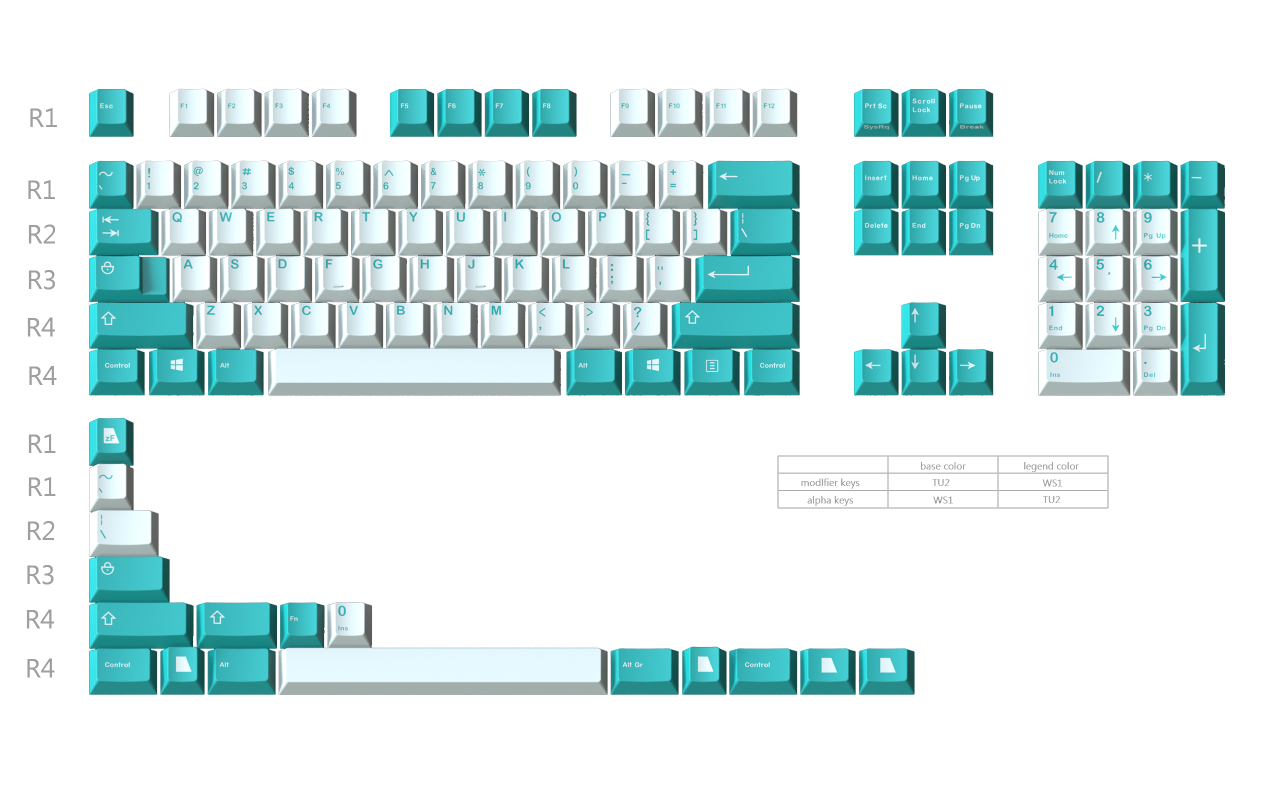 R1 Esc F1 F2 F3 F4 F5 F6 F7 F8 F9 F10 F11 F12 Prt Sc Scroll Pause
Lock
SysRq Break
R1 ~ ! @ # $ % ^ & * ( ) _ + ← Insert Home Pg Up Num / * −
\ 1 2 3 4 5 6 7 8 9 0 - = Lock
R2 Q W E R T Y U I O P { } | Delete End Pg Dn 7 8 9 +
[ ] \ Home ↑ Pg Up
R3 A S D F G H J K L : " 4 5 6
; , ← . →
R4 ⇧ Z X C V B N M < > ? ⇧ ↑ 1 2 3
, . / End ↓ Pg Dn
R4 Control Alt Alt Control ← ↓ → 0 .
Ins Del
R1 zF
R1 ~
\
R2 |
\
R3
R4 ⇧ ⇧ Fn 0
Ins
R4 Control Alt Alt Gr Control
base color legend color
modifier keys TU2 WS1
alpha keys WS1 TU2